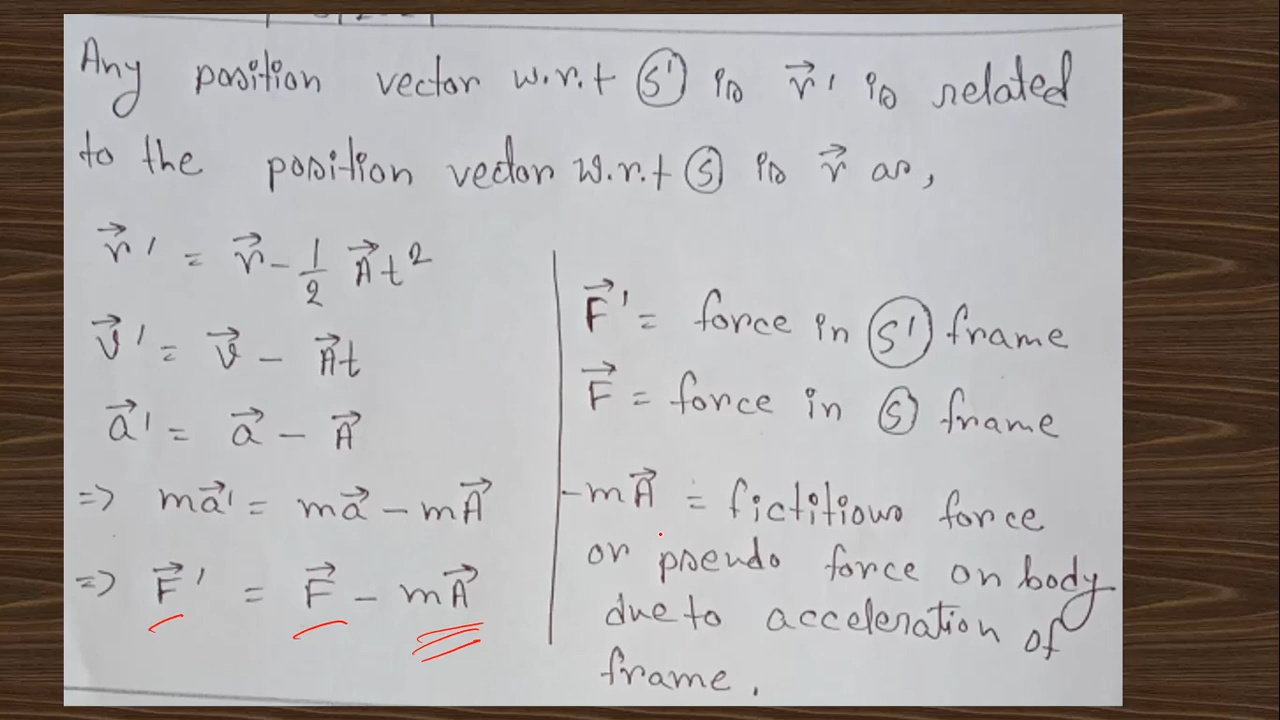 Any position vector w.r.t S' is r⃗' is related
to the position vector w.r.t S is r⃗ as,
r⃗' = r⃗ - 1/2 A⃗t²
v⃗' = v⃗ - A⃗t
a⃗' = a⃗ - A⃗
=> ma⃗' = ma⃗ - mA⃗
=> F⃗' = F⃗ - mA⃗
F⃗' = force in S' frame
F⃗ = force in S frame
-mA⃗ = fictitious force
or pseudo force on body
due to acceleration of
frame.